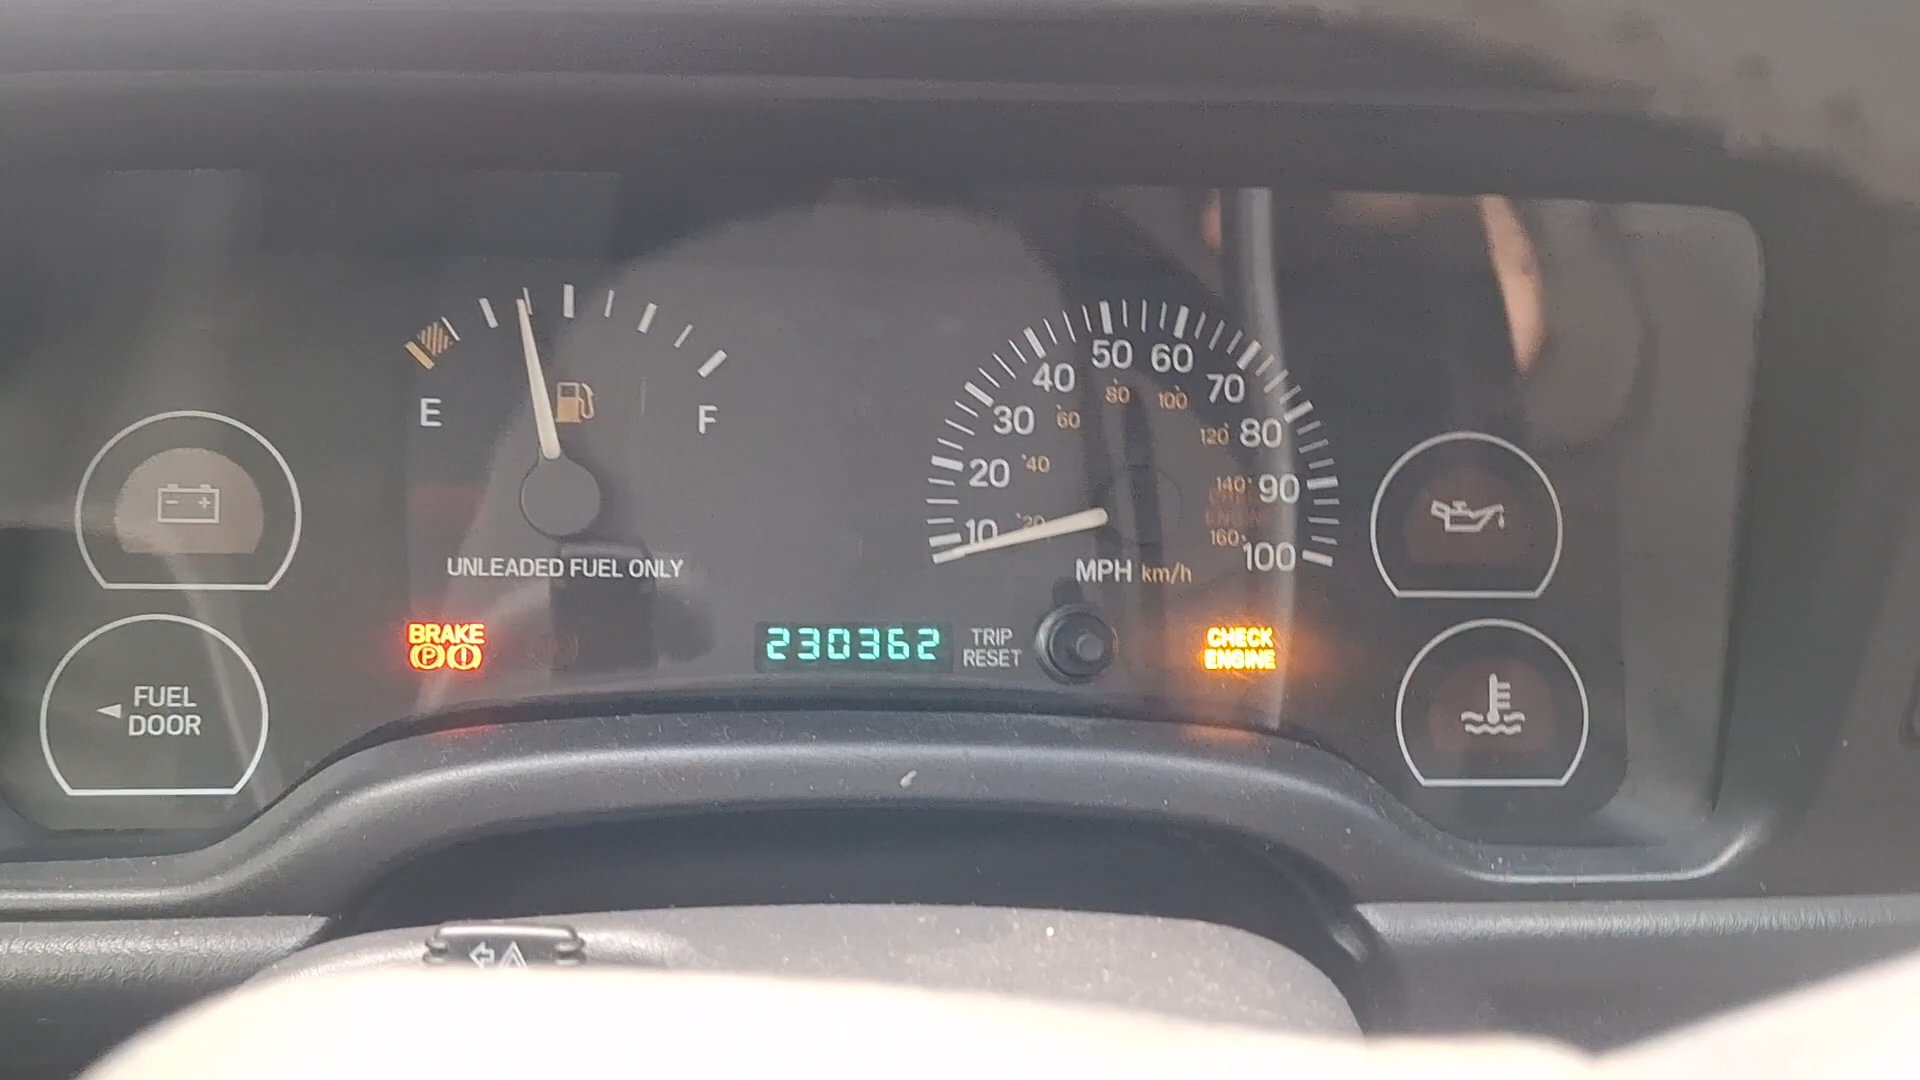 E
F
UNLEADED FUEL ONLY
FUEL
DOOR
BRAKE
P !
230362
TRIP
RESET
10
20
30
40
50
60
70
80
90
100
20
40
60
80
100
120
140
160
MPH km/h
CHECK
ENGINE